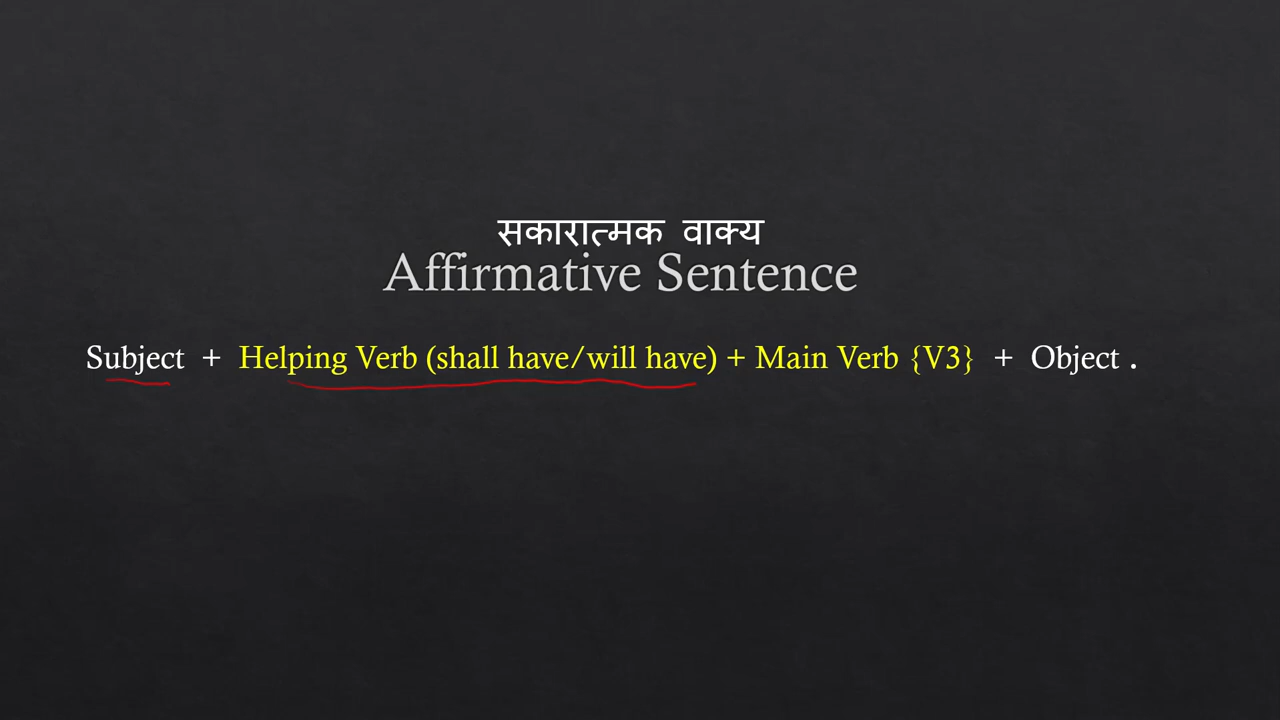 सकारात्मक वाक्य
Affirmative Sentence
Subject + Helping Verb (shall have/will have) + Main Verb {V3} + Object .